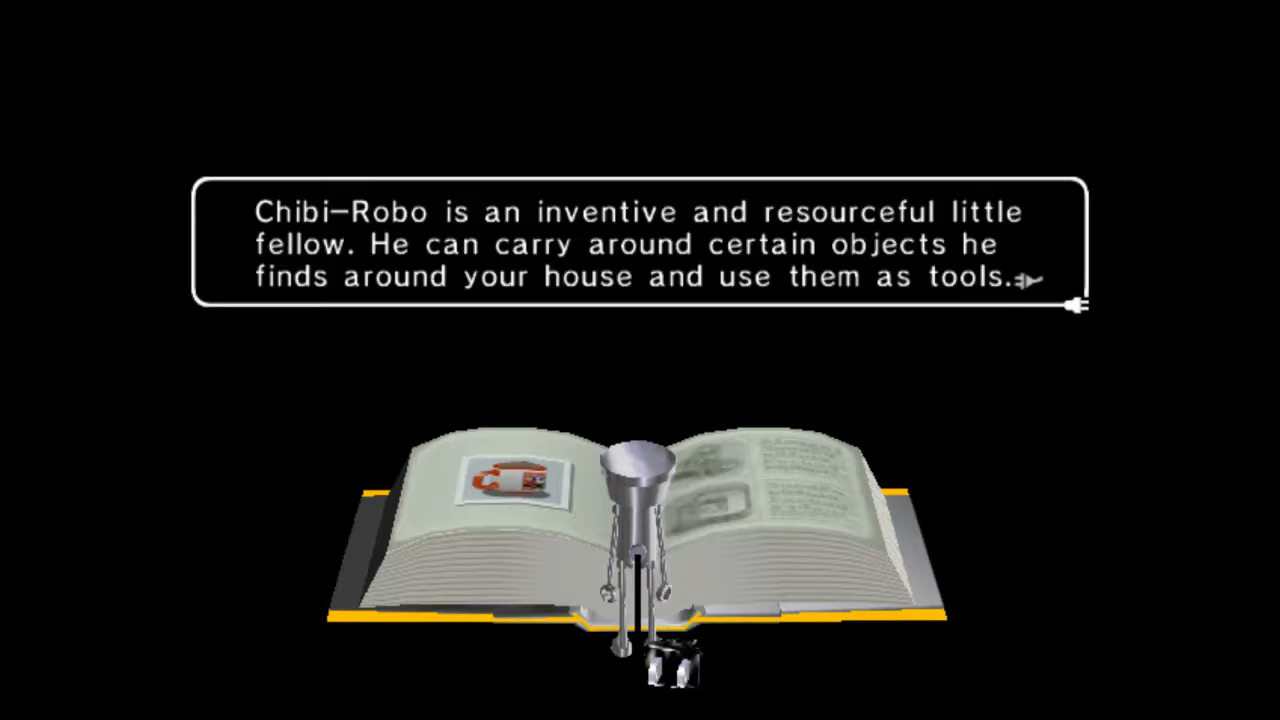 Chibi-Robo is an inventive and resourceful little
fellow. He can carry around certain objects he
finds around your house and use them as tools.